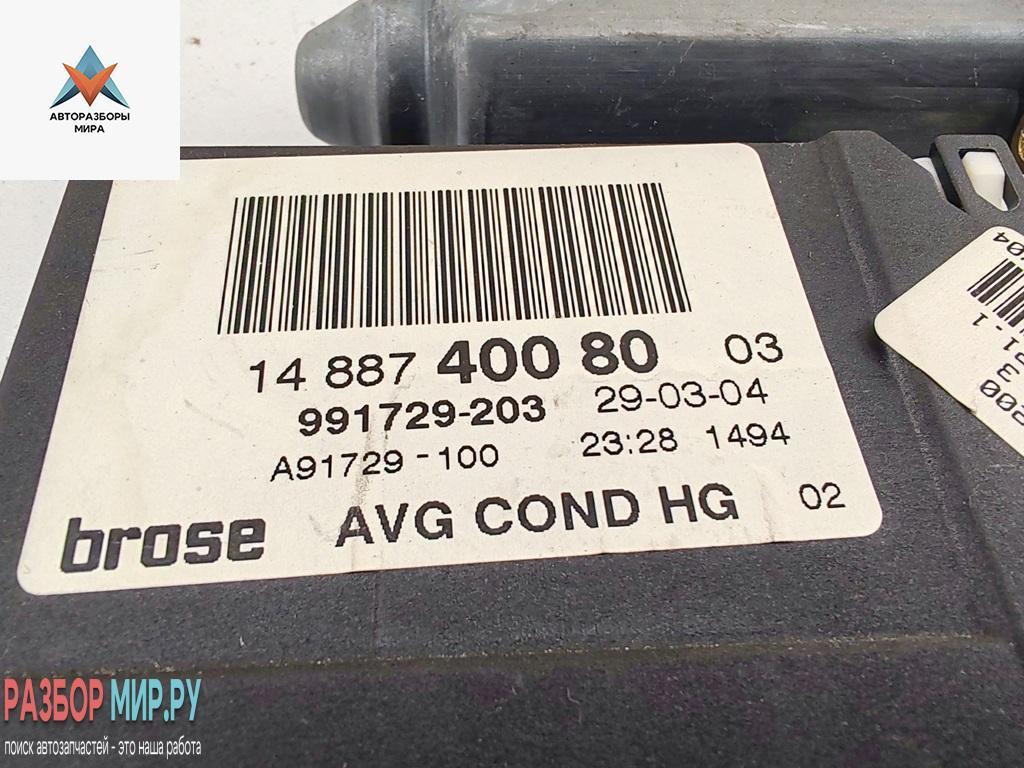 АВТОРАЗБОРЫ
МИРА
14 887 400 80 03
991729-203 29-03-04
A91729-100 23:28 1494
brose AVG COND HG 02
РАЗБОР МИР.РУ
поиск автозапчастей - это наша работа